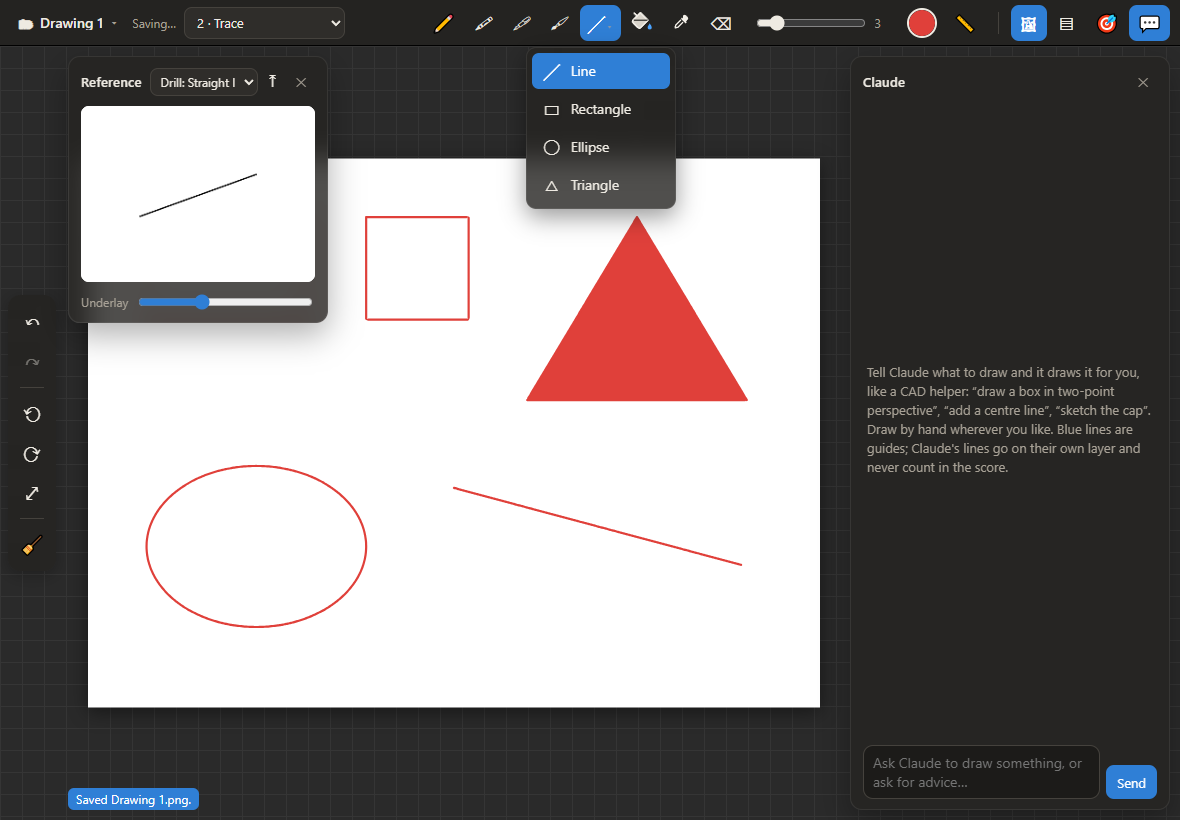 Drawing 1
Saving...
2 · Trace
3
Reference
Drill: Straight l
Underlay
Line
Rectangle
Ellipse
Triangle
Claude
Tell Claude what to draw and it draws it for you,
like a CAD helper: “draw a box in two-point
perspective”, “add a centre line”, “sketch the cap”.
Draw by hand wherever you like. Blue lines are
guides; Claude's lines go on their own layer and
never count in the score.
Ask Claude to draw something, or
ask for advice...
Send
Saved Drawing 1.png.